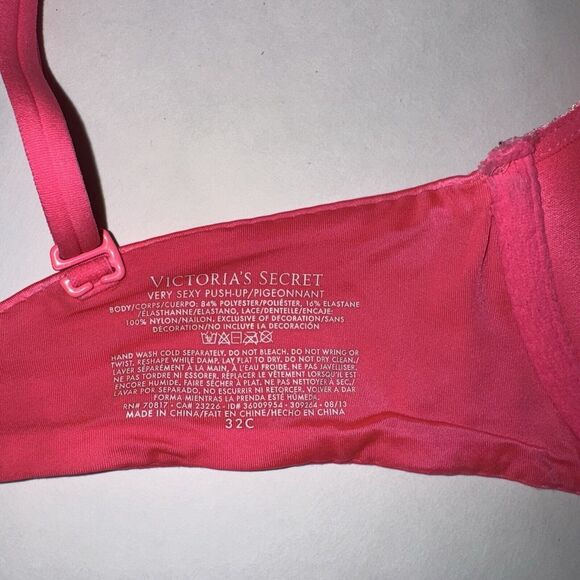 VICTORIA'S SECRET
VERY SEXY PUSH-UP/PIGEONNANT
BODY/CORPS/CUERPO: 84% POLYESTER/POLIÉSTER, 16% ELASTANE
/ÉLASTHANNE/ELASTANO, LACE/DENTELLE/ENCAJE:
100% NYLON/NAILON, EXCLUSIVE OF DECORATION/SANS
DÉCORATION/NO INCLUYE LA DECORACIÓN
HAND WASH COLD SEPARATELY. DO NOT BLEACH. DO NOT WRING OR
TWIST. RESHAPE WHILE DAMP. LAY FLAT TO DRY. DO NOT DRY CLEAN./
LAVER SÉPARÉMENT À LA MAIN, À L'EAU FROIDE. NE PAS JAVELLISER.
NE PAS TORDRE NI ESSORER. REPLACER LE VÊTEMENT LORSQU'IL EST
ENCORE HUMIDE. FAIRE SÉCHER À PLAT. NE PAS NETTOYER À SEC./
LAVAR POR SEPARADO, NO ESCURRIR NI RETORCER. VOLVER A DAR
FORMA MIENTRAS LA PRENDA ESTÉ HÚMEDA.
RN# 70817 • CA# 23226 - ID# 36009954 - 309264 - 08/13
MADE IN CHINA/FAIT EN CHINE/HECHO EN CHINA
32C